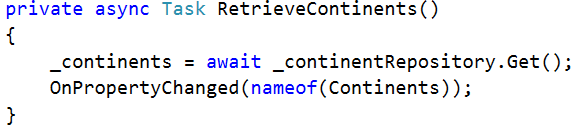 private async Task RetrieveContinents()
{
    _continents = await _continentRepository.Get();
    OnPropertyChanged(nameof(Continents));
}